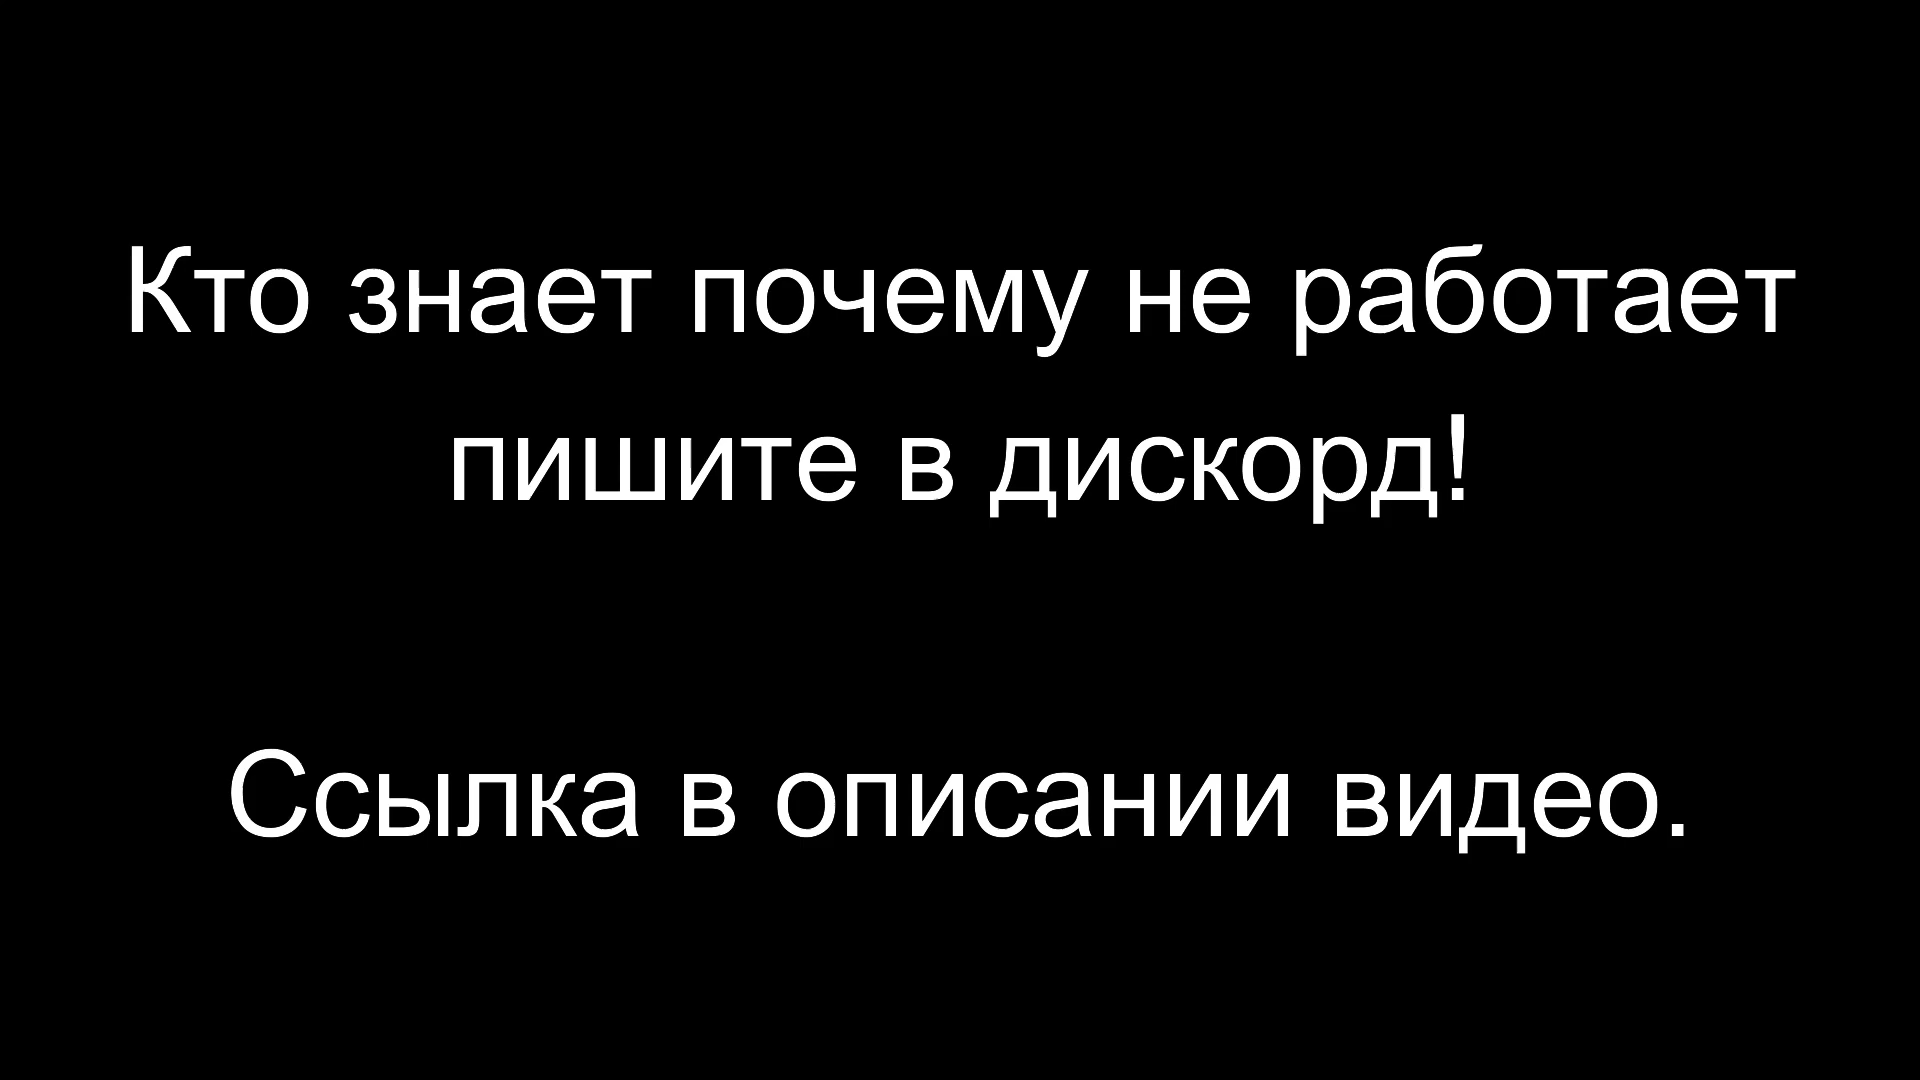 Кто знает почему не работает
пишите в дискорд!
Ссылка в описании видео.